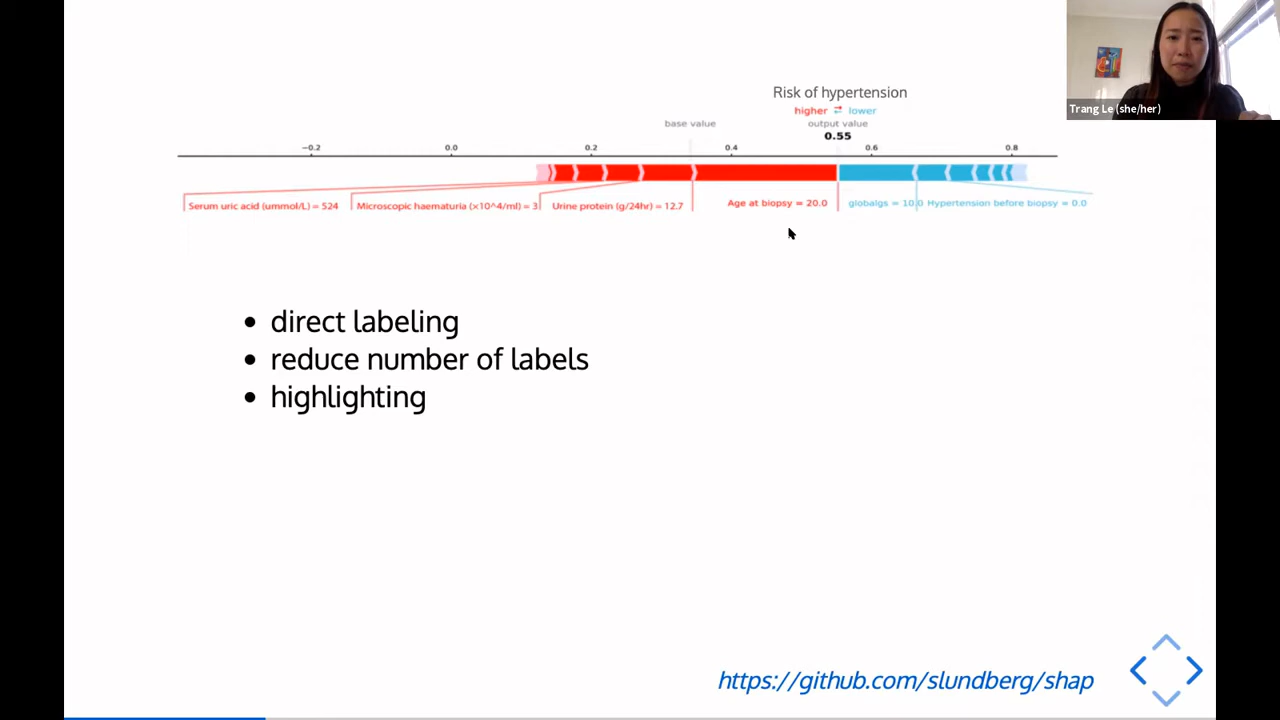 Risk of hypertension
higher ⇄ lower
base value
output value
0.55
−0.2 0.0 0.2 0.4 0.6 0.8
Serum uric acid (ummol/L) = 524 Microscopic haematuria (×10^4/ml) = 3 Urine protein (g/24hr) = 12.7 Age at biopsy = 20.0 globalgs = 10.0 Hypertension before biopsy = 0.0
Trang Le (she/her)
• direct labeling
• reduce number of labels
• highlighting
https://github.com/slundberg/shap